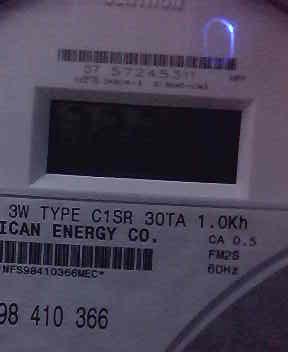 37 57245311
3W TYPE C1SR 30TA 1.0Kh
ICAN ENERGY CO.
CA 0.5
FM2S
60Hz
NFS98410366MEC*
98 410 366